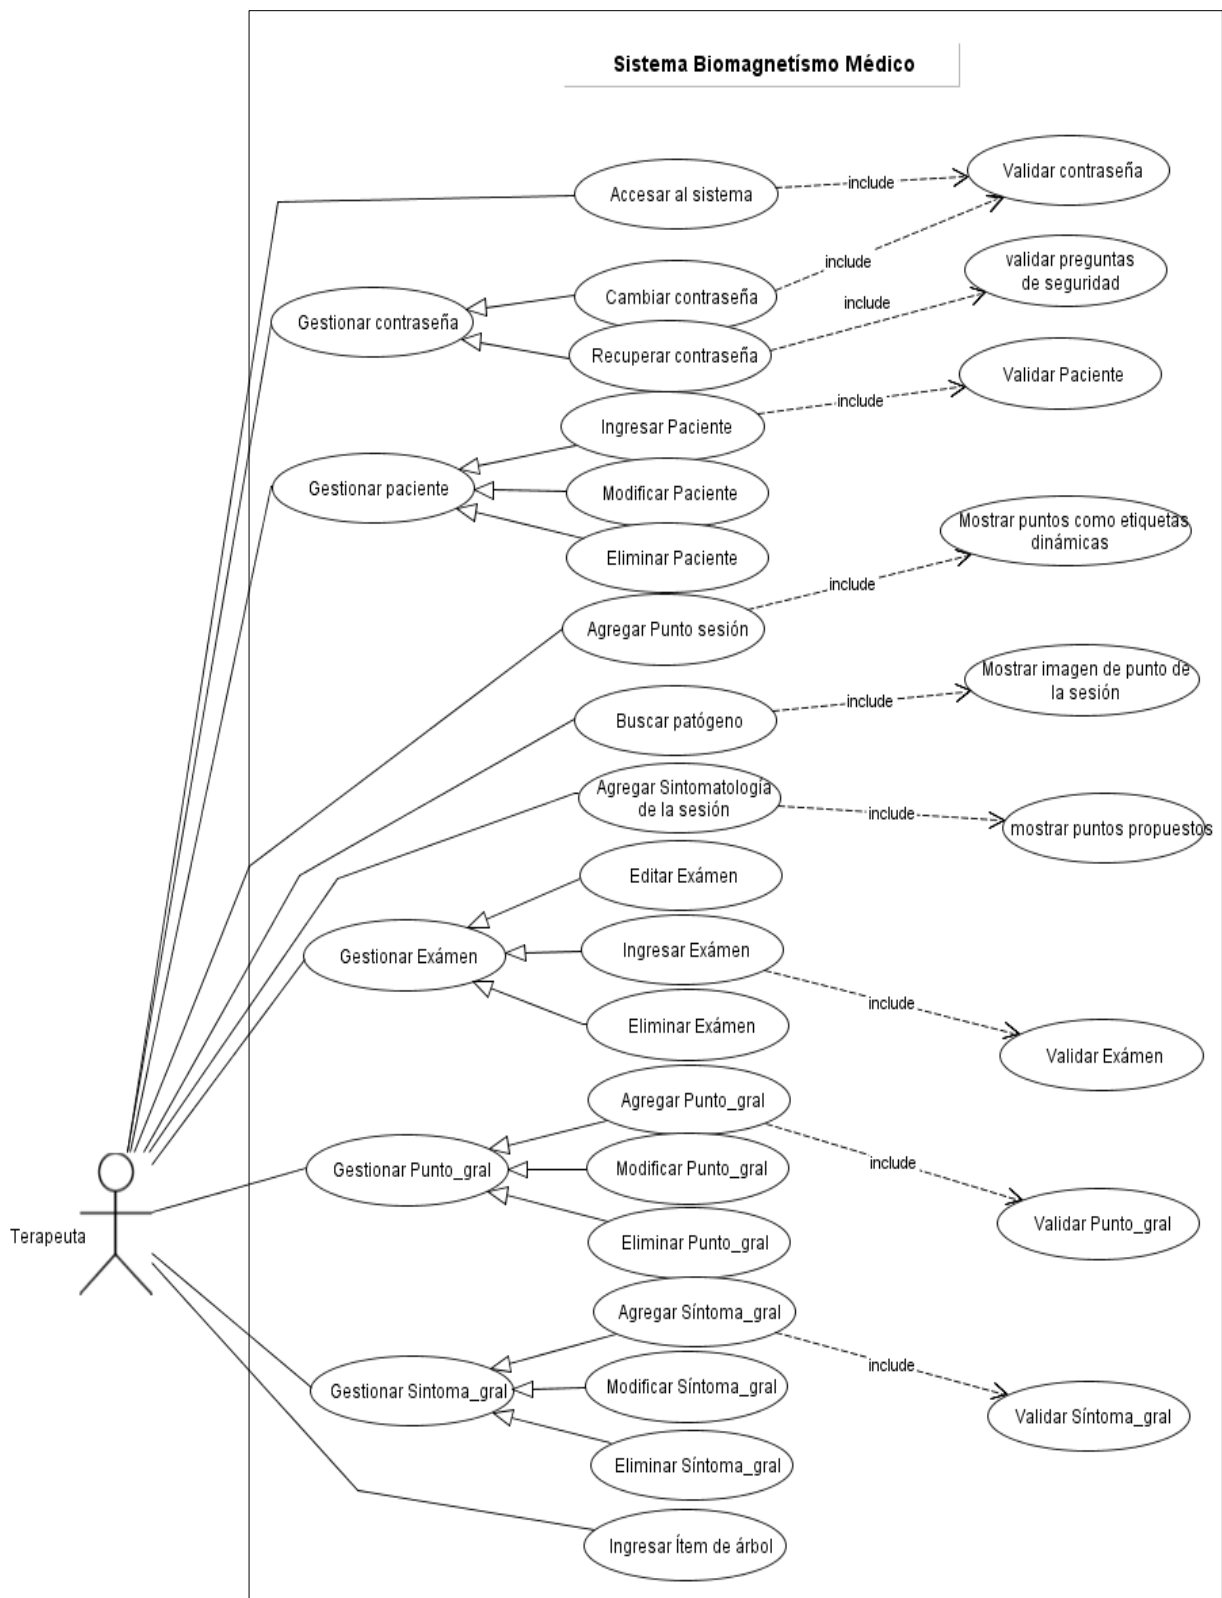 Sistema Biomagnetísmo Médico
Accesar al sistema
include
Validar contraseña
Cambiar contraseña
include
validar preguntas
de seguridad
Gestionar contraseña
include
Recuperar contraseña
Validar Paciente
Ingresar Paciente
include
Gestionar paciente
Modificar Paciente
Eliminar Paciente
Mostrar puntos como etiquetas
dinámicas
include
Agregar Punto sesión
Mostrar imagen de punto de
la sesión
Buscar patógeno
include
Agregar Sintomatología
de la sesión
include
mostrar puntos propuestos
Editar Exámen
Gestionar Exámen
Ingresar Exámen
include
Eliminar Exámen
Validar Exámen
Agregar Punto_gral
include
Gestionar Punto_gral
Modificar Punto_gral
Validar Punto_gral
Terapeuta
Eliminar Punto_gral
Agregar Síntoma_gral
include
Gestionar Sintoma_gral
Modificar Síntoma_gral
Validar Síntoma_gral
Eliminar Síntoma_gral
Ingresar Ítem de árbol